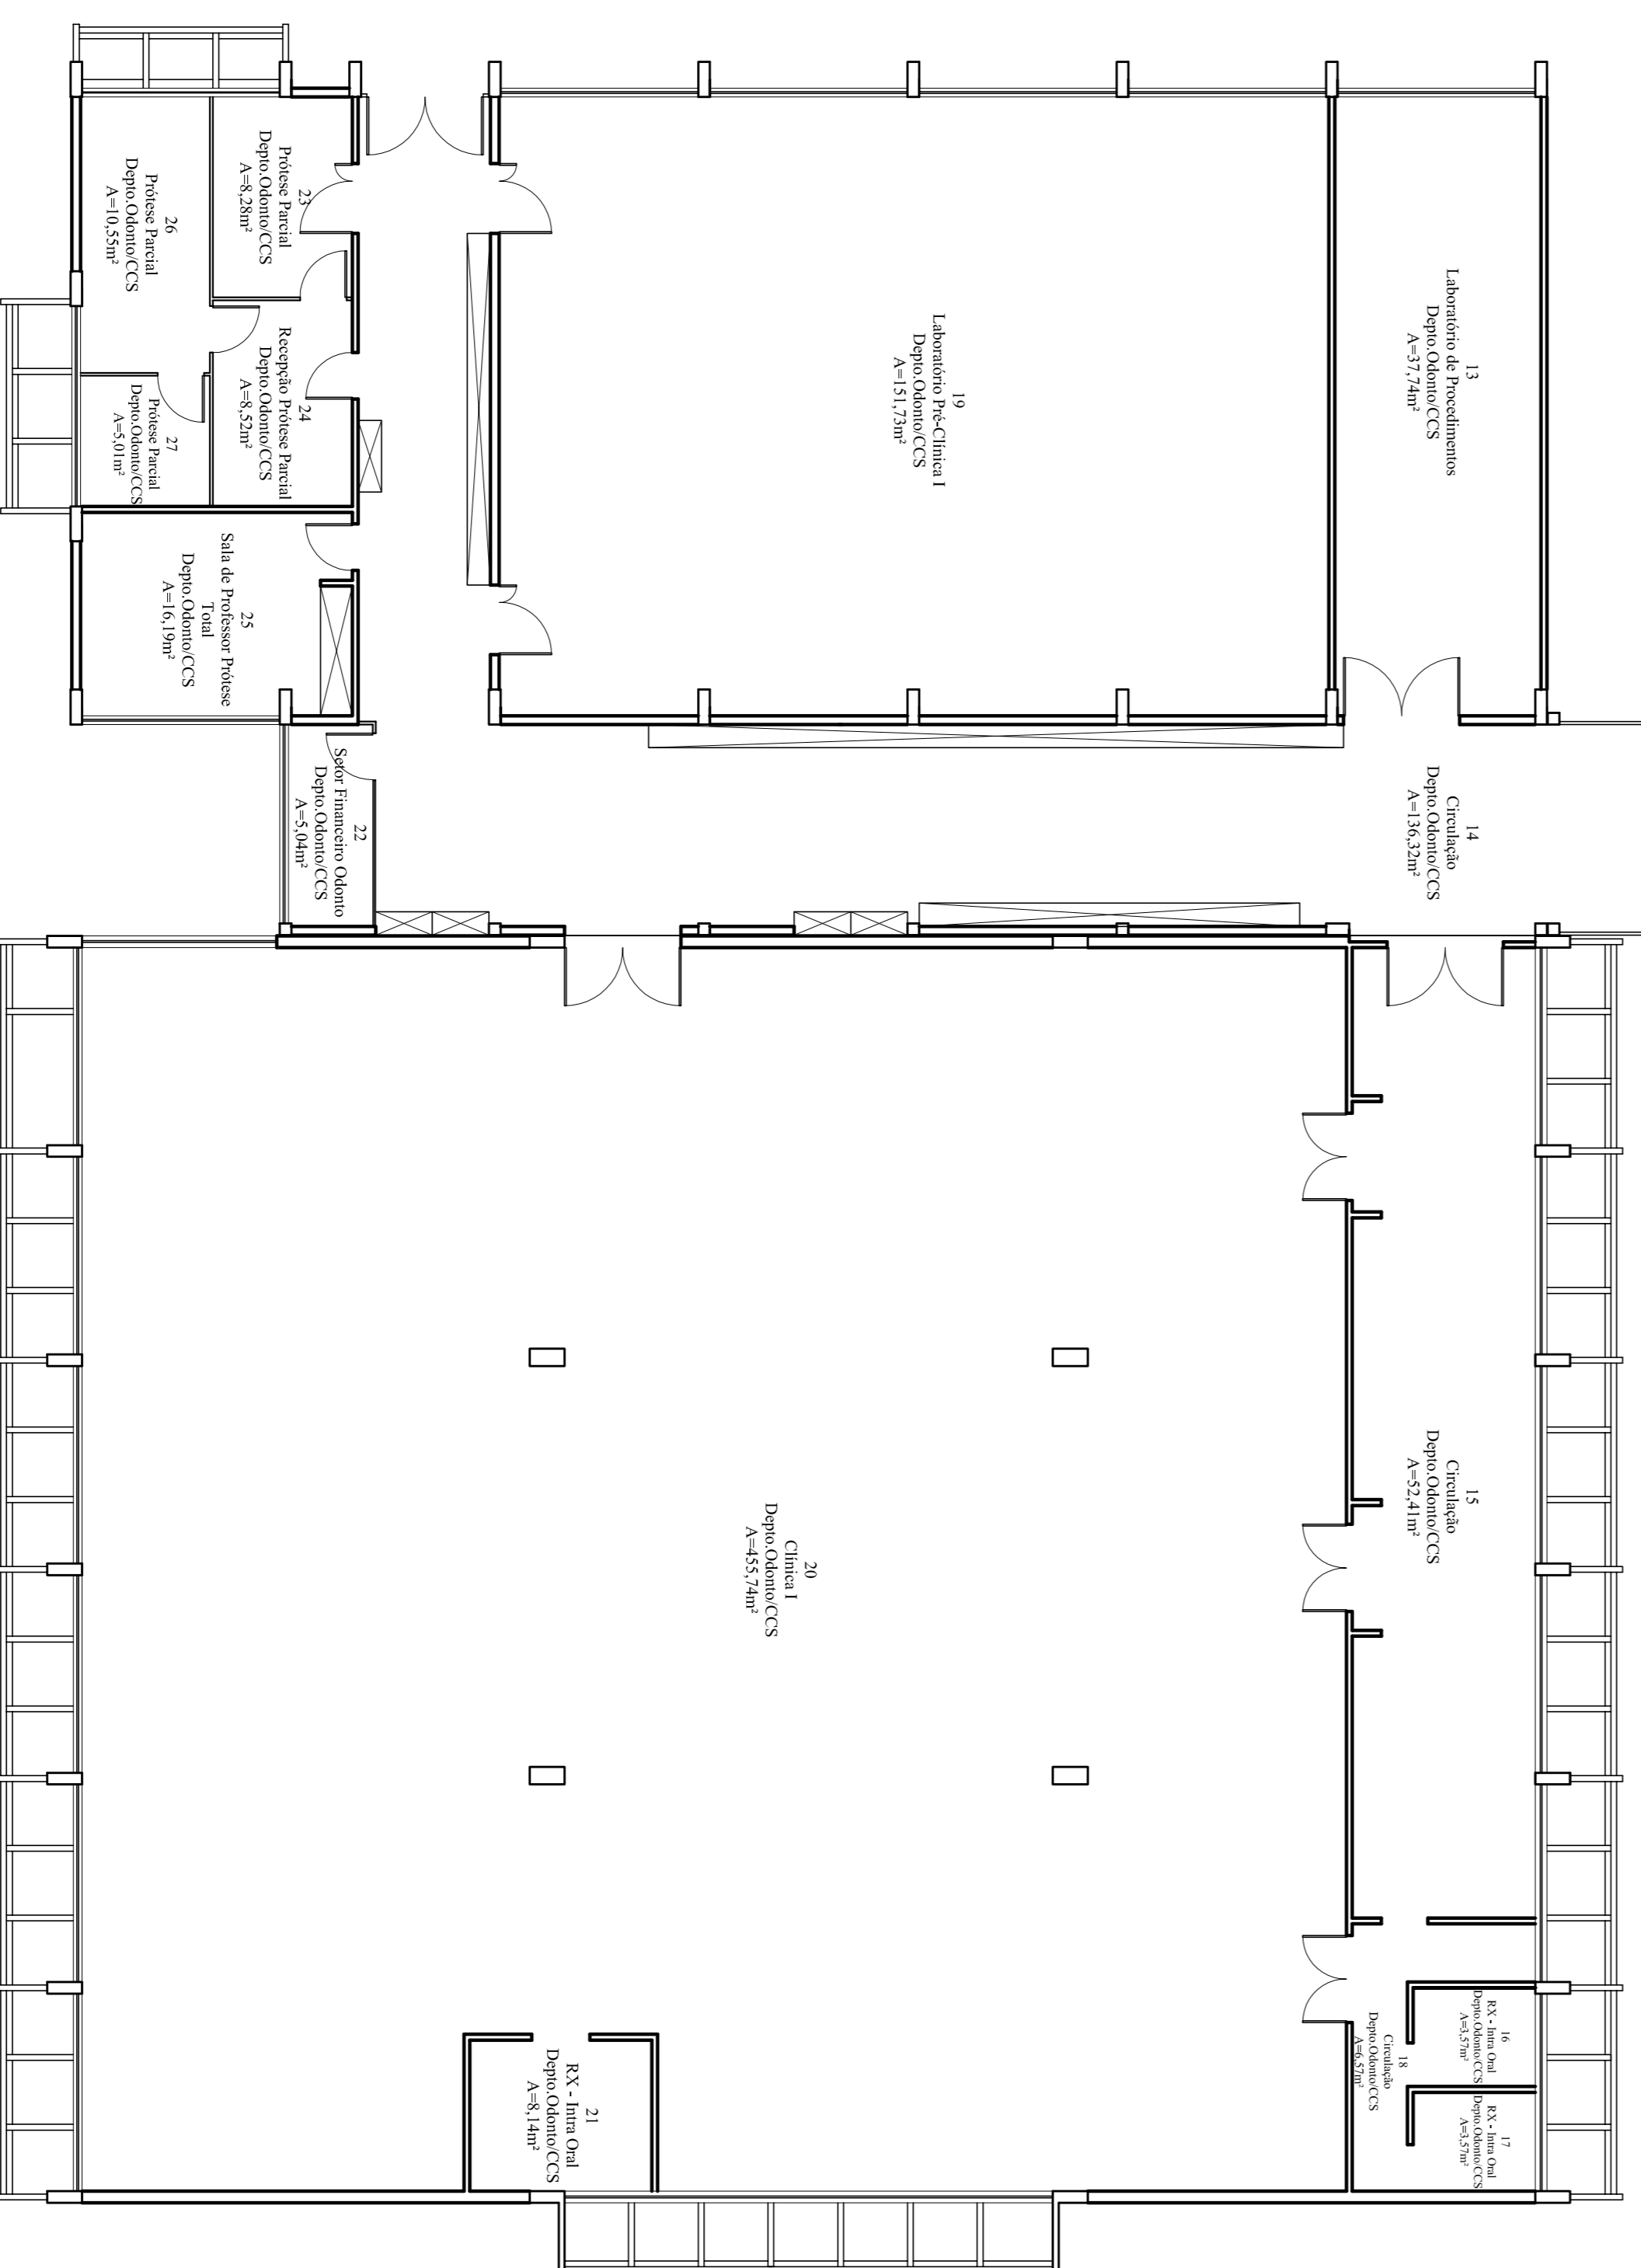 13
Laboratório de Procedimentos
Depto.Odonto/CCS
A=37,74m²
14
Circulação
Depto.Odonto/CCS
A=136,32m²
15
Circulação
Depto.Odonto/CCS
A=52,41m²
16
RX - Intra Oral
Depto.Odonto/CCS
A=3,57m²
17
RX - Intra Oral
Depto.Odonto/CCS
A=3,57m²
18
Circulação
Depto.Odonto/CCS
A=6,57m²
19
Laboratório Pré-Clínica I
Depto.Odonto/CCS
A=151,73m²
20
Clínica I
Depto.Odonto/CCS
A=455,74m²
21
RX - Intra Oral
Depto.Odonto/CCS
A=8,14m²
22
Setor Financeiro Odonto
Depto.Odonto/CCS
A=5,04m²
23
Prótese Parcial
Depto.Odonto/CCS
A=8,28m²
24
Recepção Prótese Parcial
Depto.Odonto/CCS
A=8,52m²
25
Sala de Professor Prótese
Total
Depto.Odonto/CCS
A=16,19m²
26
Prótese Parcial
Depto.Odonto/CCS
A=10,55m²
27
Prótese Parcial
Depto.Odonto/CCS
A=5,01m²